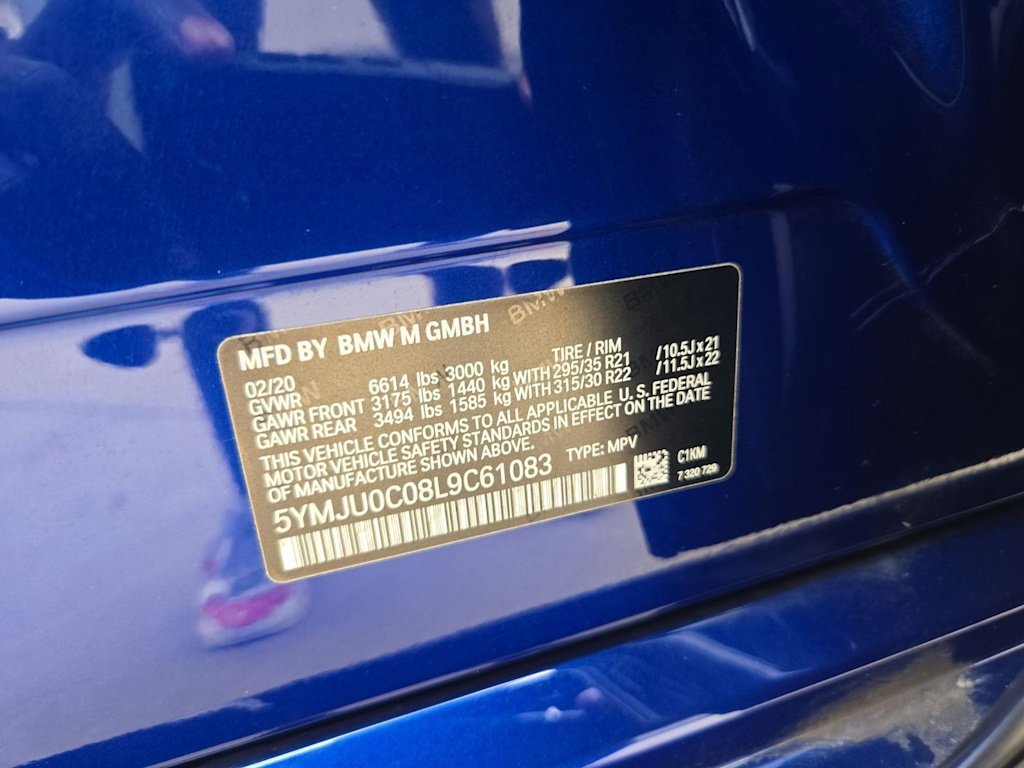 MFD BY BMW M GMBH
02/20
GVWR 6614 lbs 3000 kg TIRE / RIM
GAWR FRONT 3175 lbs 1440 kg WITH 295/35 R21 /10.5J x 21
GAWR REAR 3494 lbs 1585 kg WITH 315/30 R22 /11.5J x 22
THIS VEHICLE CONFORMS TO ALL APPLICABLE U.S. FEDERAL
MOTOR VEHICLE SAFETY STANDARDS IN EFFECT ON THE DATE
OF MANUFACTURE SHOWN ABOVE.
TYPE: MPV
5YMJU0C08L9C61083
C1KM
7 320 729